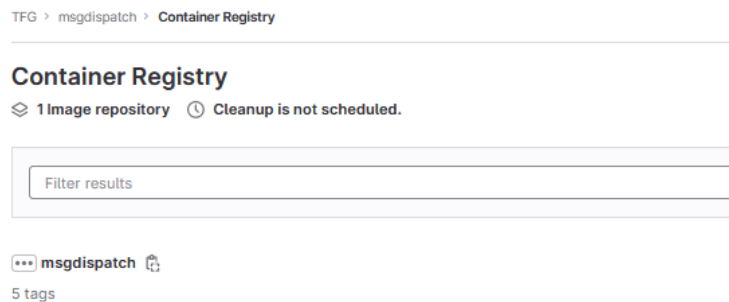 TFG > msgdispatch > Container Registry
Container Registry
1 Image repository Cleanup is not scheduled.
Filter results
msgdispatch
5 tags